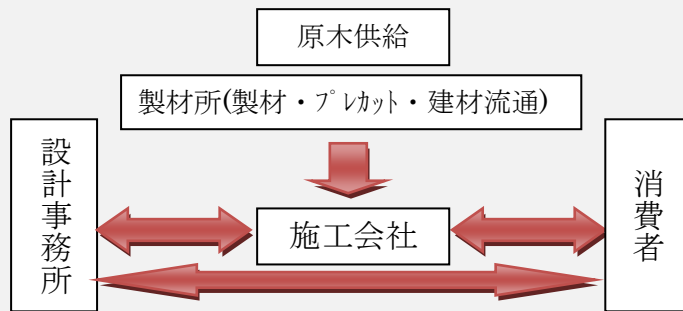 原木供給
製材所(製材・ﾌﾟﾚｶｯﾄ・建材流通)
設計事務所
施工会社
消費者